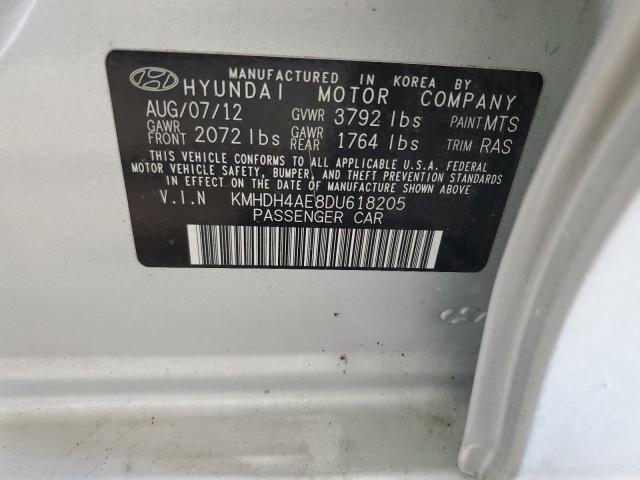 MANUFACTURED IN KOREA BY
HYUNDAI MOTOR COMPANY
AUG/07/12 GVWR 3792 lbs PAINT MTS
GAWR FRONT 2072 lbs GAWR REAR 1764 lbs TRIM RAS
THIS VEHICLE CONFORMS TO ALL APPLICABLE U.S.A. FEDERAL
MOTOR VEHICLE SAFETY, BUMPER, AND THEFT PREVENTION STANDARDS
IN EFFECT ON THE DATE OF MANUFACTURE SHOWN ABOVE.
V.I.N KMHDH4AE8DU618205
PASSENGER CAR